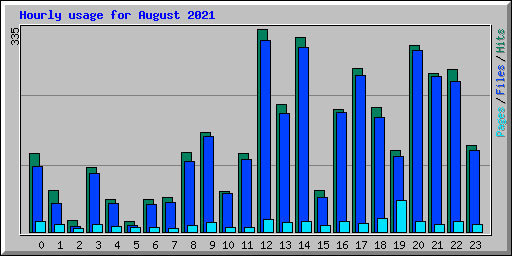 Hourly usage for August 2021
335
Pages/Files/Hits
0 1 2 3 4 5 6 7 8 9 10 11 12 13 14 15 16 17 18 19 20 21 22 23